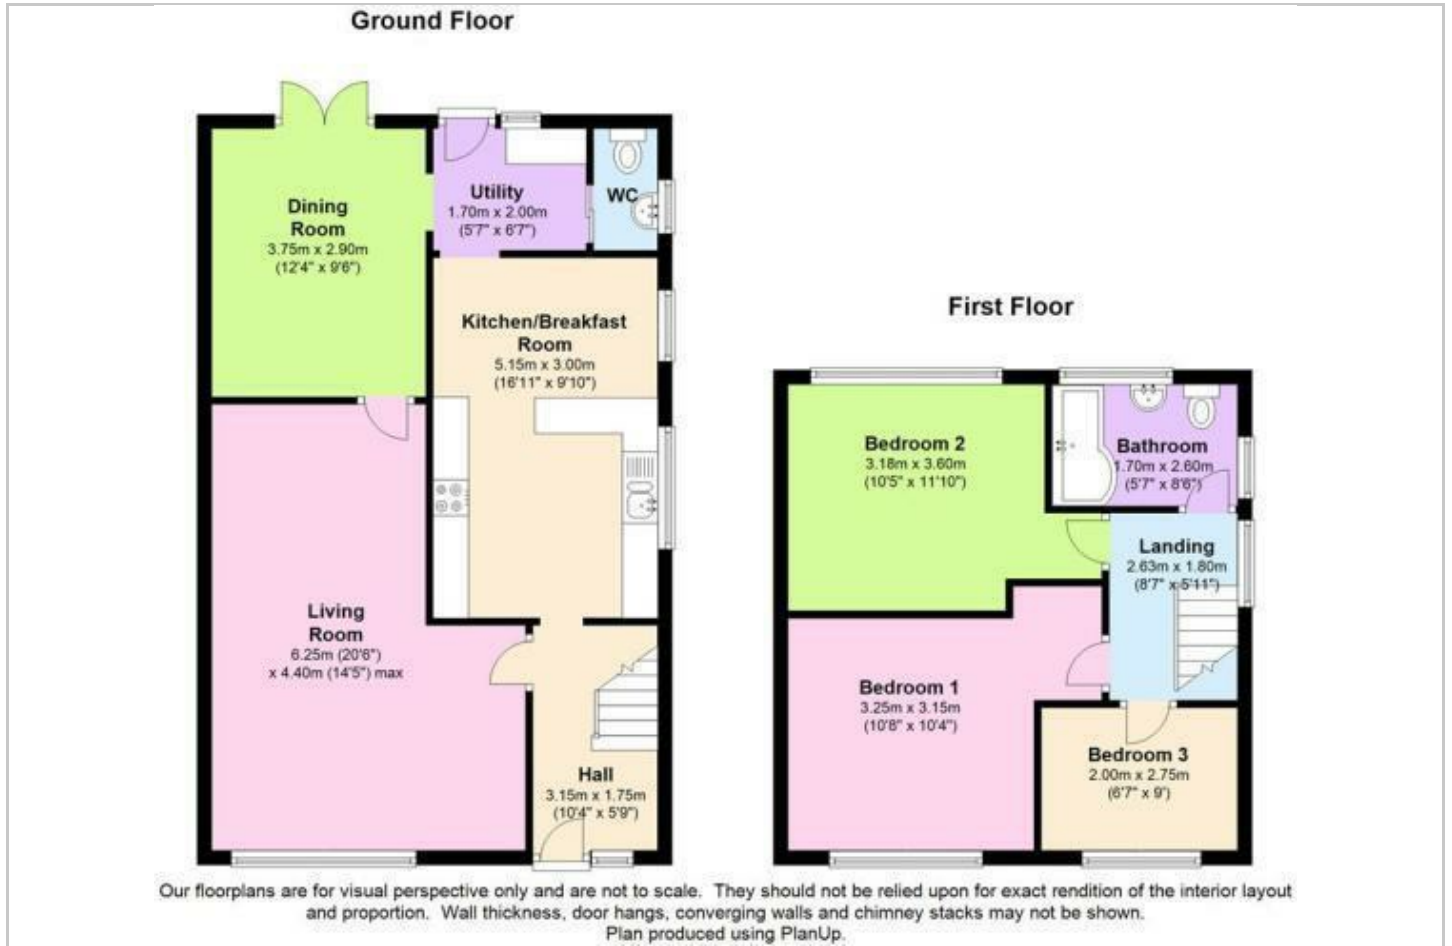 Ground Floor
Dining
Room
3.75m x 2.90m
(12'4" x 9'6")
Utility
1.70m x 2.00m
(5'7" x 6'7")
WC
Kitchen/Breakfast
Room
5.15m x 3.00m
(16'11" x 9'10")
Living
Room
6.25m (20'6")
x 4.40m (14'5") max
Hall
3.15m x 1.75m
(10'4" x 5'9")
First Floor
Bedroom 2
3.18m x 3.60m
(10'5" x 11'10")
Bathroom
1.70m x 2.60m
(5'7" x 8'6")
Landing
2.63m x 1.80m
(8'7" x 5'11")
Bedroom 1
3.25m x 3.15m
(10'8" x 10'4")
Bedroom 3
2.00m x 2.75m
(6'7" x 9')
Our floorplans are for visual perspective only and are not to scale. They should not be relied upon for exact rendition of the interior layout
and proportion. Wall thickness, door hangs, converging walls and chimney stacks may not be shown.
Plan produced using PlanUp.